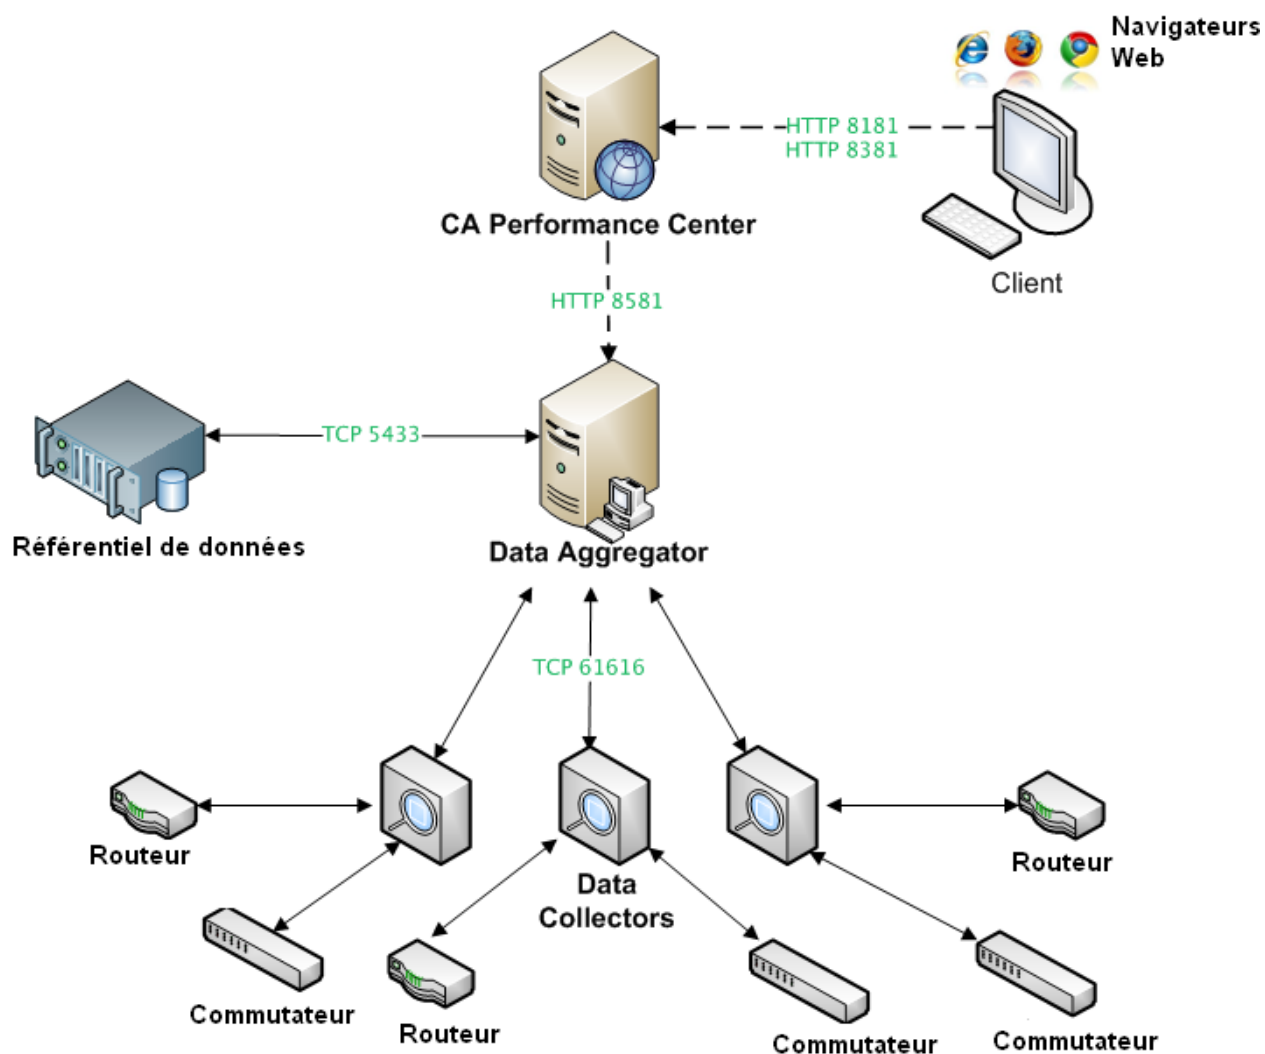 Navigateurs
Web
HTTP 8181
HTTP 8381
CA Performance Center
Client
HTTP 8581
TCP 5433
Référentiel de données
Data Aggregator
TCP 61616
Routeur
Data
Collectors
Routeur
Commutateur
Routeur
Commutateur
Commutateur